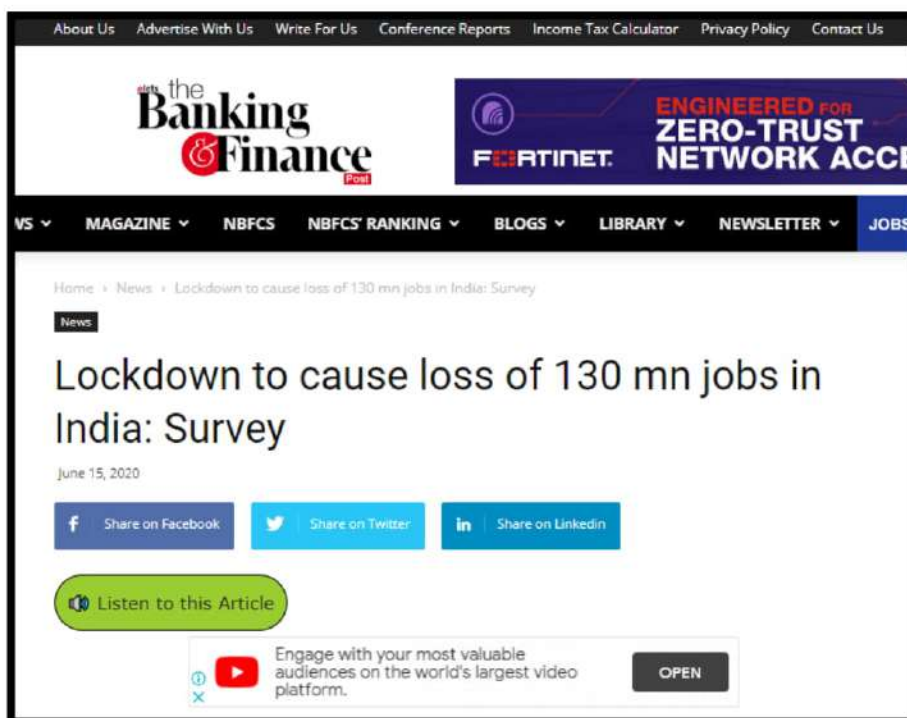 About Us Advertise With Us Write For Us Conference Reports Income Tax Calculator Privacy Policy Contact Us
elets the
Banking
& Finance
Post
FORTINET.
ENGINEERED FOR
ZERO-TRUST
NETWORK ACCE
WS MAGAZINE NBFCS NBFCS' RANKING BLOGS LIBRARY NEWSLETTER JOBS
Home › News › Lockdown to cause loss of 130 mn jobs in India: Survey
News
Lockdown to cause loss of 130 mn jobs in
India: Survey
June 15, 2020
f Share on Facebook Share on Twitter in Share on Linkedin
Listen to this Article
Engage with your most valuable
audiences on the world's largest video
platform.
OPEN